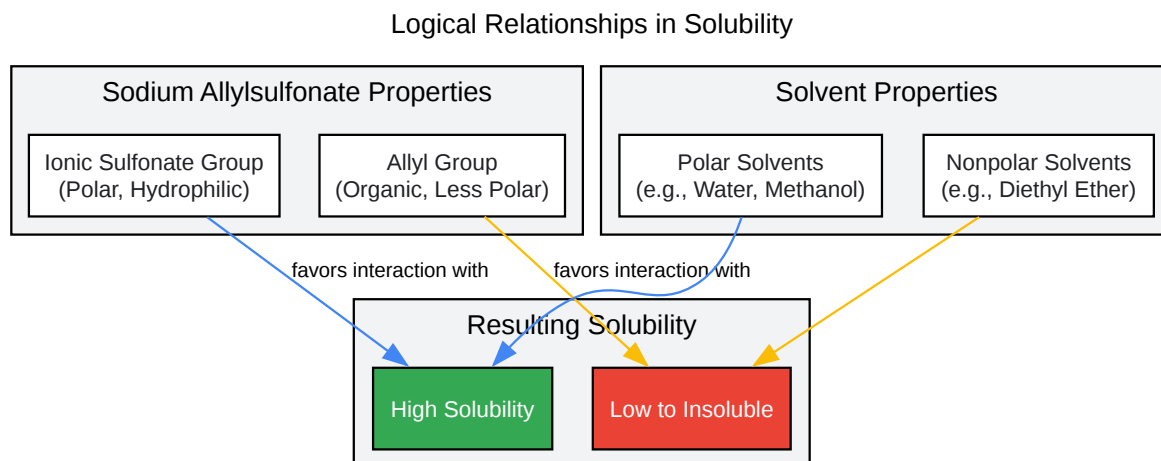 Logical Relationships in Solubility
Sodium Allylsulfonate Properties
Ionic Sulfonate Group
(Polar, Hydrophilic)
Allyl Group
(Organic, Less Polar)
Solvent Properties
Polar Solvents
(e.g., Water, Methanol)
Nonpolar Solvents
(e.g., Diethyl Ether)
favors interaction with
favors interaction with
Resulting Solubility
High Solubility
Low to Insoluble